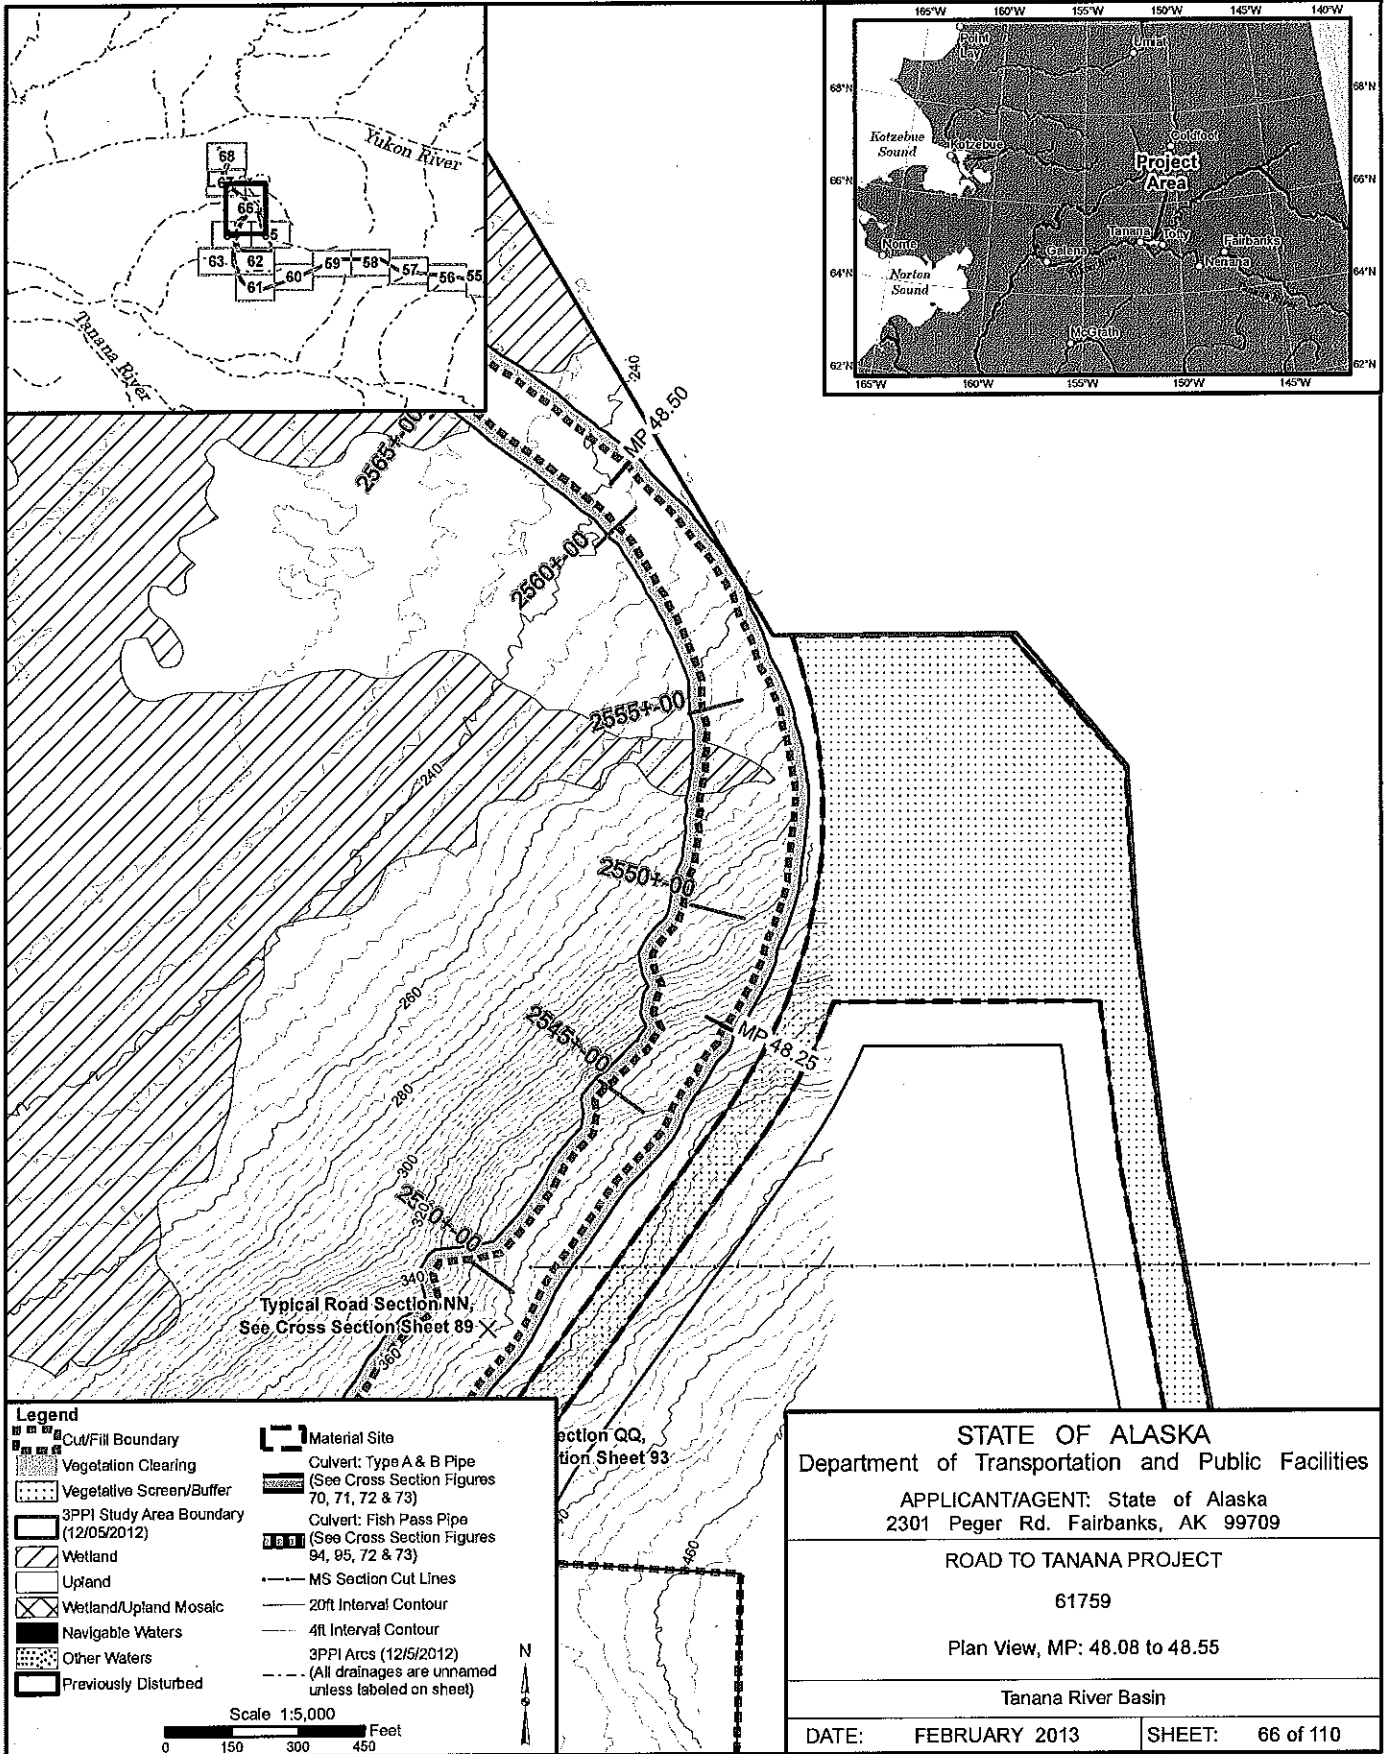 Yukon River
68
67
66
65
63
62
61
60
59
58
57
56
55
Tanana River
165°W
160°W
155°W
150°W
145°W
140°W
68°N
66°N
64°N
62°N
68°N
66°N
64°N
62°N
Point Lay
Umiat
Kotzebue Sound
Kotzebue
Coldfoot
Project Area
Nome
Norton Sound
Galena
Tanana
Tofty
Fairbanks
Nenana
McGrath
165°W
160°W
155°W
150°W
145°W
240
MP 48.50
2565+-00
2560+-00
2555+-00
240
2550+-00
260
2545+-00
MP 48.25
280
300
320
340
360
Typical Road Section NN,
See Cross Section Sheet 89
ection QQ,
tion Sheet 93
460
Legend
Cut/Fill Boundary
Vegetation Clearing
Vegetative Screen/Buffer
3PPI Study Area Boundary
(12/05/2012)
Wetland
Upland
Wetland/Upland Mosaic
Navigable Waters
Other Waters
Previously Disturbed
Material Site
Culvert: Type A & B Pipe
(See Cross Section Figures
70, 71, 72 & 73)
Culvert: Fish Pass Pipe
(See Cross Section Figures
94, 95, 72 & 73)
MS Section Cut Lines
20ft Interval Contour
4ft Interval Contour
3PPI Arcs (12/5/2012)
(All drainages are unnamed
unless labeled on sheet)
N
Scale 1:5,000
Feet
0 150 300 450
STATE OF ALASKA
Department of Transportation and Public Facilities
APPLICANT/AGENT: State of Alaska
2301 Peger Rd. Fairbanks, AK 99709
ROAD TO TANANA PROJECT
61759
Plan View, MP: 48.08 to 48.55
Tanana River Basin
DATE: FEBRUARY 2013
SHEET: 66 of 110